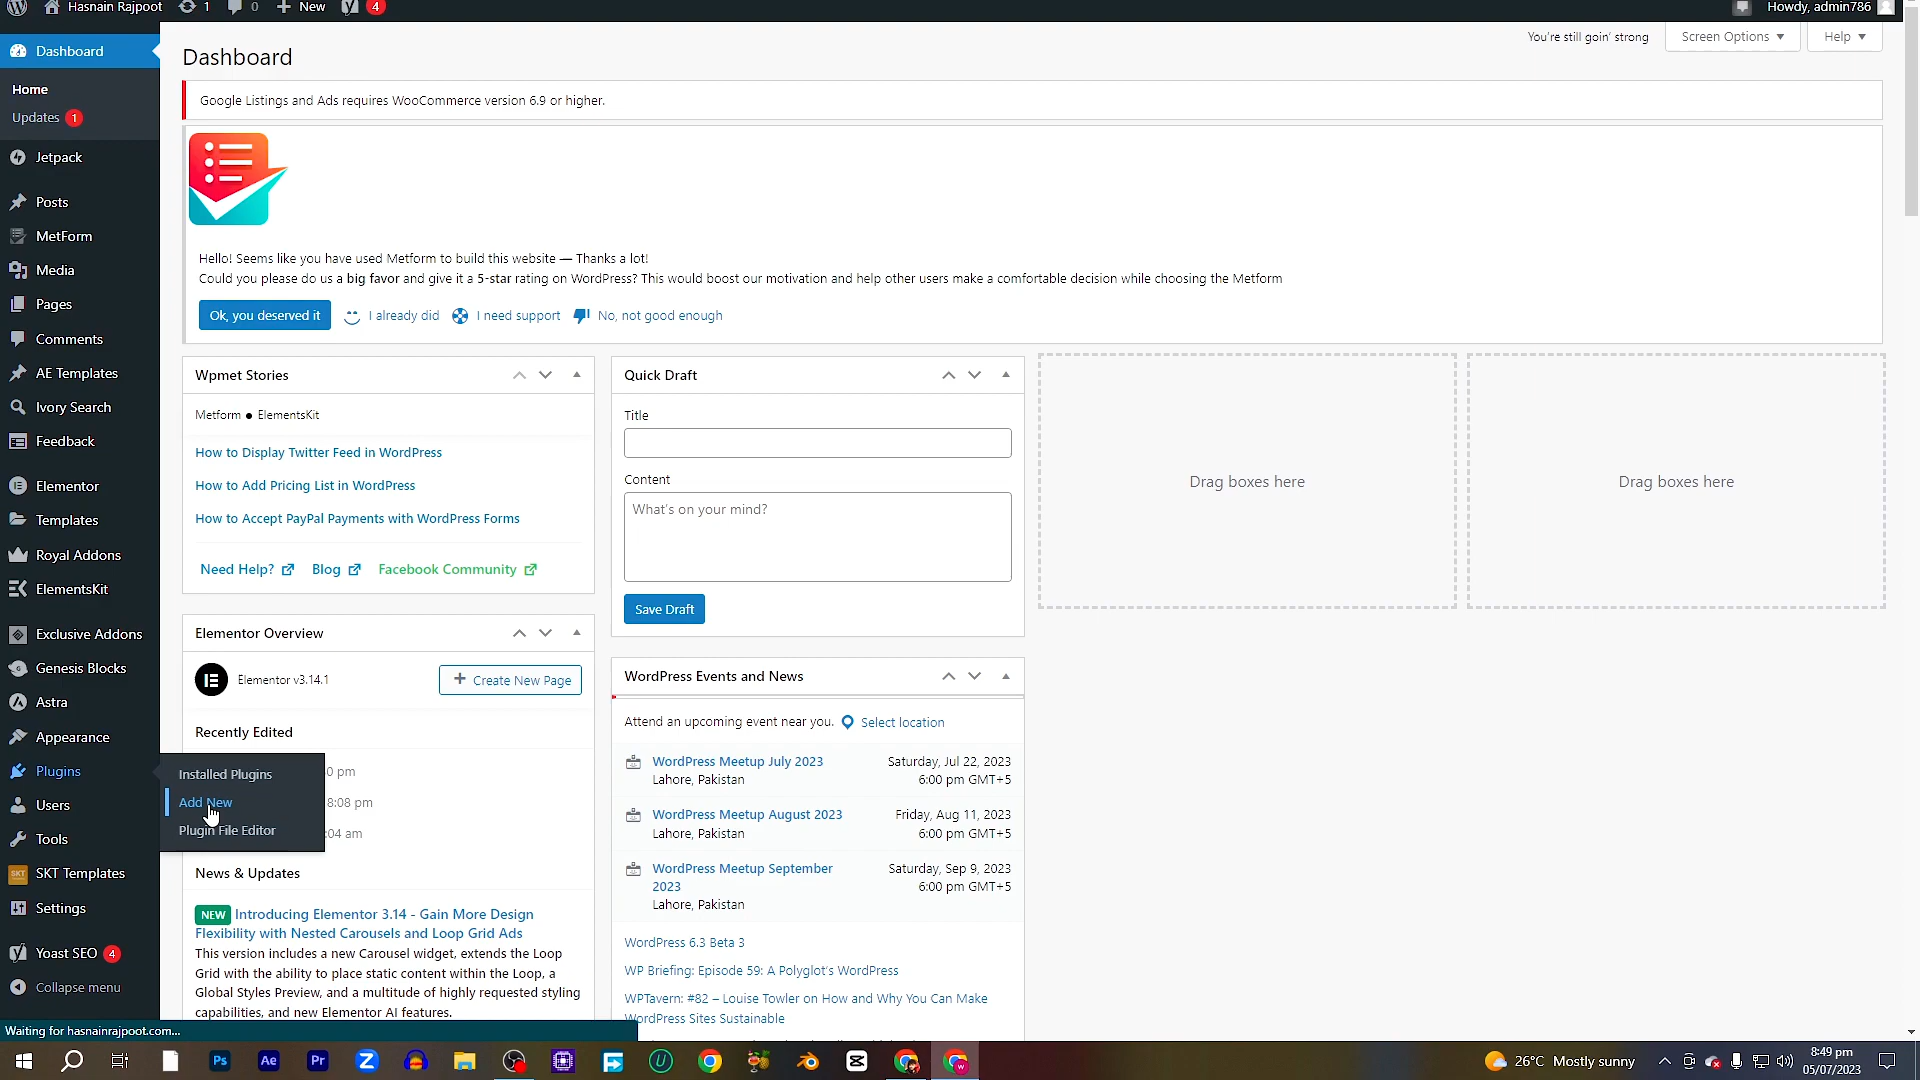 Hasnain Rajpoot 1 0 New 4 Howdy, admin786
Dashboard
Home
Updates 1
Jetpack
Posts
MetForm
Media
Pages
Comments
AE Templates
Ivory Search
Feedback
Elementor
Templates
Royal Addons
ElementsKit
Exclusive Addons
Genesis Blocks
Astra
Appearance
Plugins
Users
Tools
SKT Templates
Settings
Yoast SEO 4
Collapse menu
Installed Plugins
Add New
Plugin File Editor
You're still goin' strong
Screen Options
Help
Dashboard
Google Listings and Ads requires WooCommerce version 6.9 or higher.
Hello! Seems like you have used Metform to build this website — Thanks a lot!
Could you please do us a big favor and give it a 5-star rating on WordPress? This would boost our motivation and help other users make a comfortable decision while choosing the Metform
Ok, you deserved it I already did I need support No, not good enough
Wpmet Stories
Metform ● ElementsKit
How to Display Twitter Feed in WordPress
How to Add Pricing List in WordPress
How to Accept PayPal Payments with WordPress Forms
Need Help? Blog Facebook Community
Elementor Overview
Elementor v3.14.1
+ Create New Page
Recently Edited
0 pm
8:08 pm
:04 am
News & Updates
NEW Introducing Elementor 3.14 - Gain More Design
Flexibility with Nested Carousels and Loop Grid Ads
This version includes a new Carousel widget, extends the Loop
Grid with the ability to place static content within the Loop, a
Global Styles Preview, and a multitude of highly requested styling
capabilities, and new Elementor AI features.
Quick Draft
Title
Content
What's on your mind?
Save Draft
WordPress Events and News
Attend an upcoming event near you. Select location
WordPress Meetup July 2023 Saturday, Jul 22, 2023
Lahore, Pakistan 6:00 pm GMT+5
WordPress Meetup August 2023 Friday, Aug 11, 2023
Lahore, Pakistan 6:00 pm GMT+5
WordPress Meetup September Saturday, Sep 9, 2023
2023 6:00 pm GMT+5
Lahore, Pakistan
WordPress 6.3 Beta 3
WP Briefing: Episode 59: A Polyglot's WordPress
WPTavern: #82 – Louise Towler on How and Why You Can Make
WordPress Sites Sustainable
Drag boxes here
Drag boxes here
Waiting for hasnainrajpoot.com...
Ps Ae Pr
26°C Mostly sunny
8:49 pm
05/07/2023